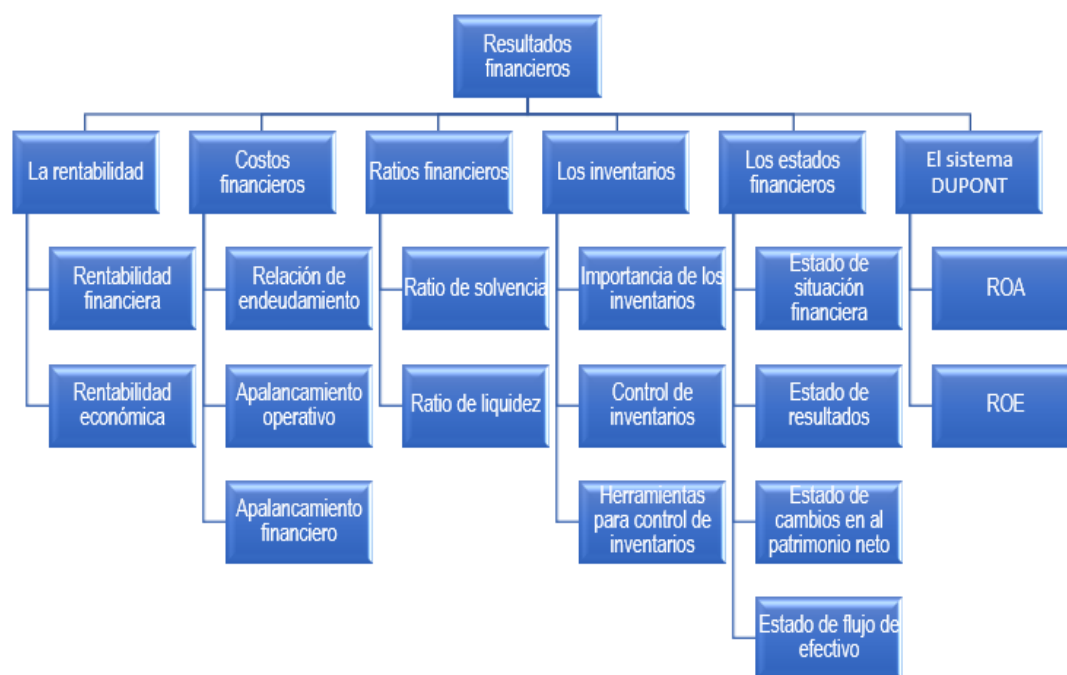 Resultados
financieros
La rentabilidad
Costos
financieros
Ratios financieros
Los inventarios
Los estados
financieros
El sistema
DUPONT
Rentabilidad
financiera
Relación de
endeudamiento
Ratio de solvencia
Importancia de los
inventarios
Estado de
situación
financiera
ROA
Rentabilidad
económica
Apalancamiento
operativo
Ratio de liquidez
Control de
inventarios
Estado de
resultados
ROE
Apalancamiento
financiero
Herramientas
para control de
inventarios
Estado de
cambios en al
patrimonio neto
Estado de flujo de
efectivo